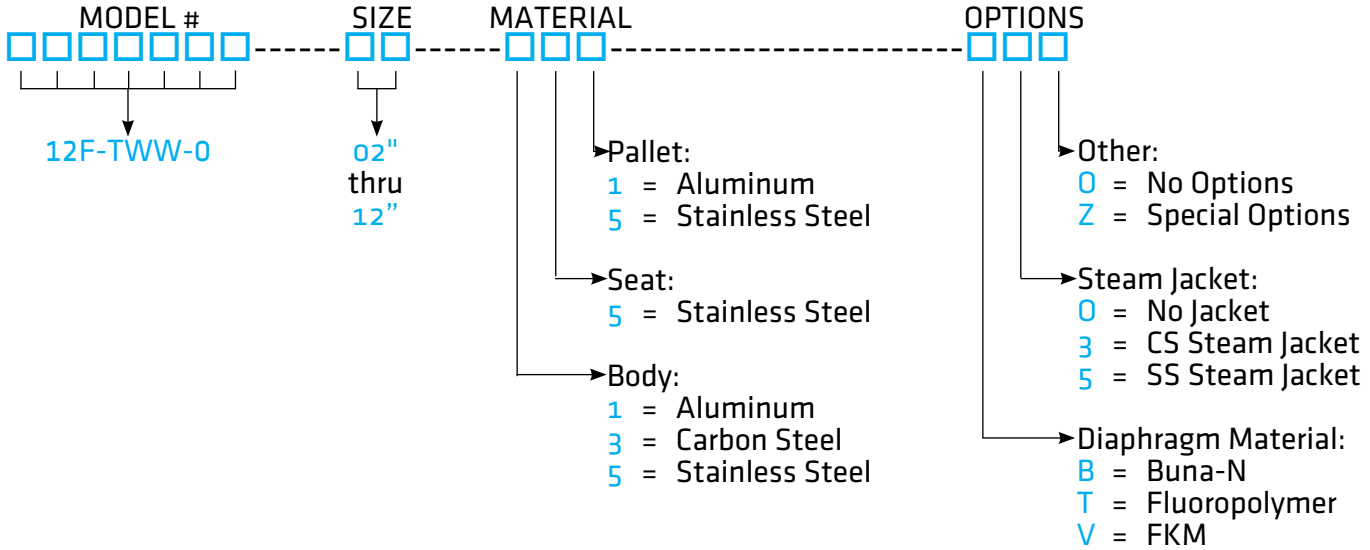 MODEL # SIZE MATERIAL OPTIONS
12F-TWW-0
02"
thru
12”
Pallet:
1 = Aluminum
5 = Stainless Steel
Seat:
5 = Stainless Steel
Body:
1 = Aluminum
3 = Carbon Steel
5 = Stainless Steel
Other:
0 = No Options
Z = Special Options
Steam Jacket:
0 = No Jacket
3 = CS Steam Jacket
5 = SS Steam Jacket
Diaphragm Material:
B = Buna-N
T = Fluoropolymer
V = FKM